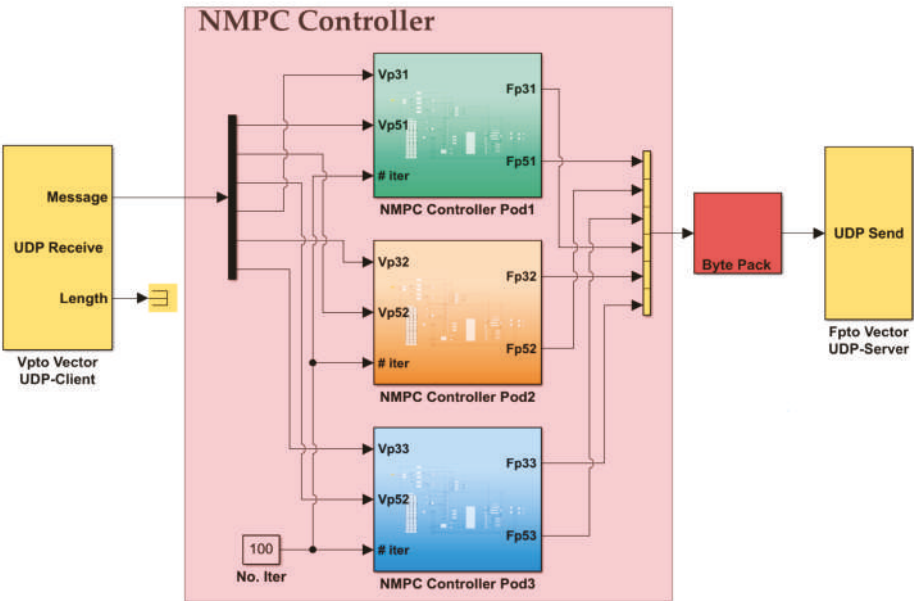 NMPC Controller
Message
UDP Receive
Length
Vpto Vector
UDP-Client
Vp31
Vp51
# iter
Fp31
Fp51
NMPC Controller Pod1
Vp32
Vp52
# iter
Fp32
Fp52
NMPC Controller Pod2
Vp33
Vp52
# iter
Fp33
Fp53
NMPC Controller Pod3
100
No. Iter
Byte Pack
UDP Send
Fpto Vector
UDP-Server